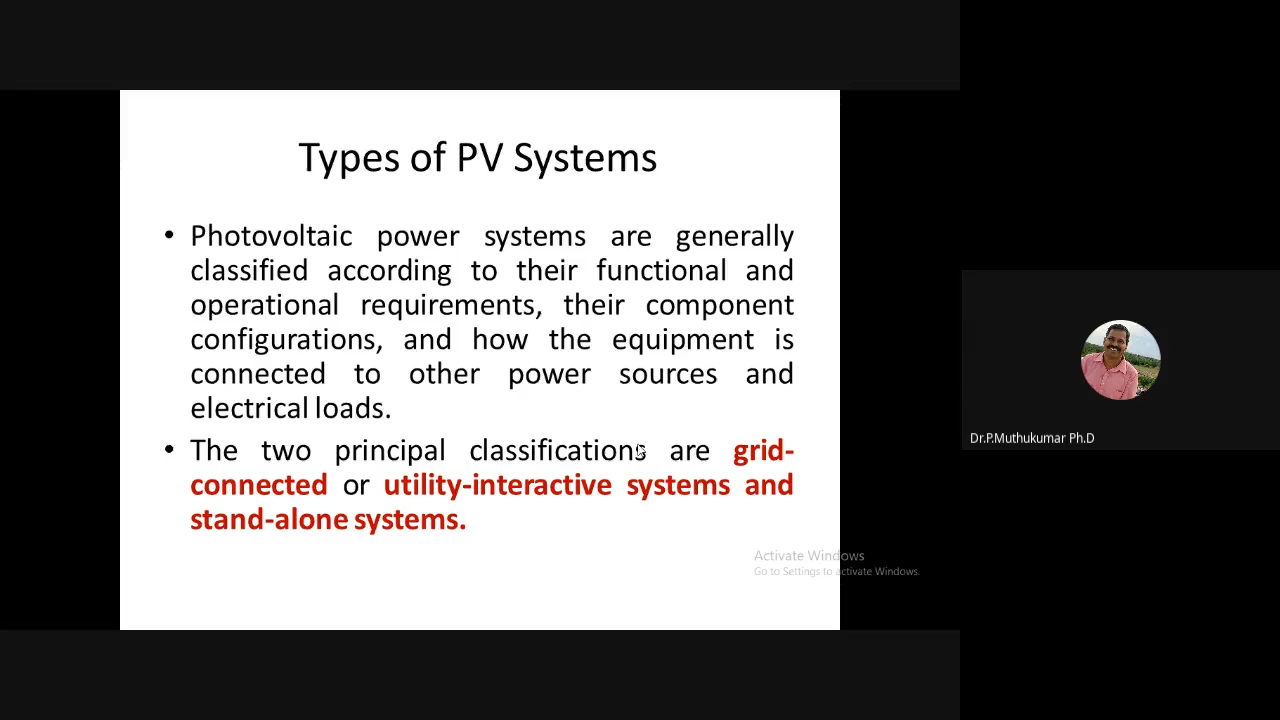 Types of PV Systems
• Photovoltaic power systems are generally
classified according to their functional and
operational requirements, their component
configurations, and how the equipment is
connected to other power sources and
electrical loads.
• The two principal classifications are grid-
connected or utility-interactive systems and
stand-alone systems.
Activate Windows
Go to Settings to activate Windows.
Dr.P.Muthukumar Ph.D